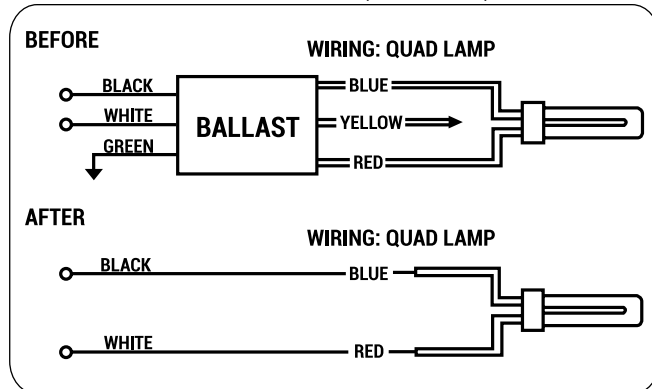 BEFORE
WIRING: QUAD LAMP
BLACK
BLUE
WHITE
BALLAST
YELLOW
GREEN
RED
AFTER
WIRING: QUAD LAMP
BLACK
BLUE
WHITE
RED